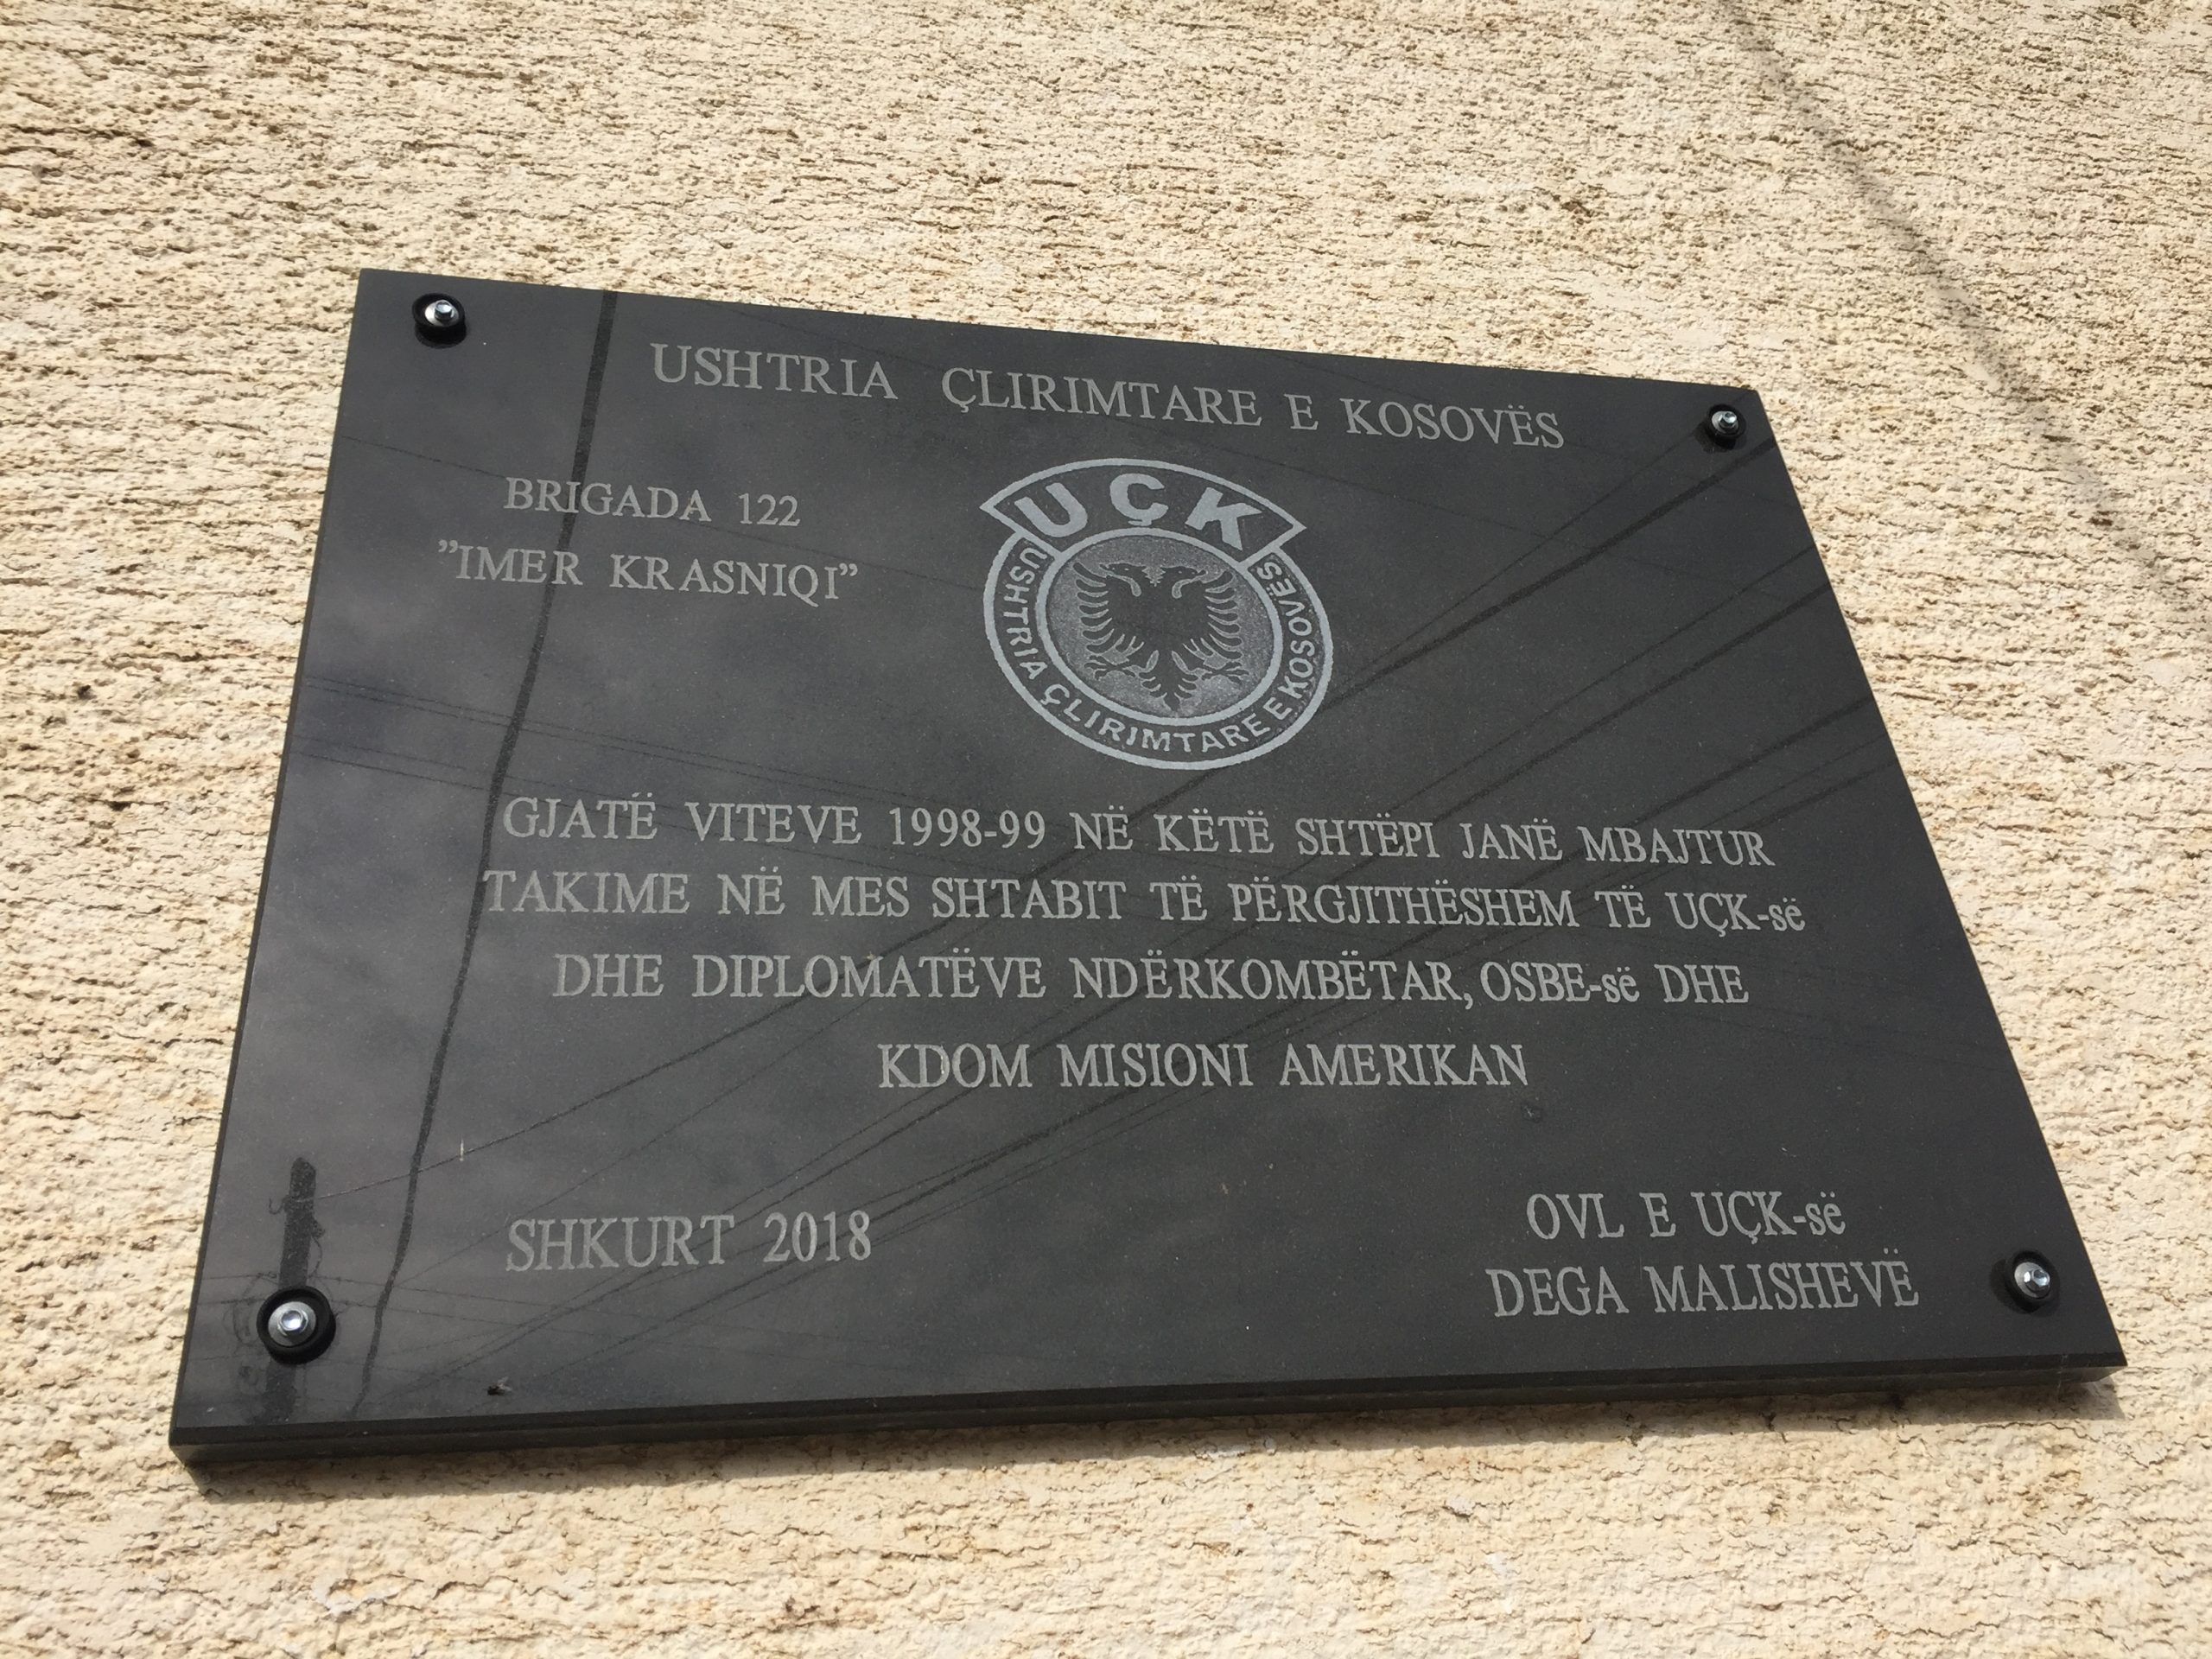 USHTRIA ÇLIRIMTARE E KOSOVËS
BRIGADA 122
"IMER KRASNIQI"
UÇK
USHTRIA ÇLIRIMTARE E KOSOVËS
GJATË VITEVE 1998-99 NË KËTË SHTËPI JANË MBAJTUR
TAKIME NË MES SHTABIT TË PËRGJITHËSHEM TË UÇK-së
DHE DIPLOMATËVE NDËRKOMBËTAR, OSBE-së DHE
KDOM MISIONI AMERIKAN
SHKURT 2018
OVL E UÇK-së
DEGA MALISHEVË